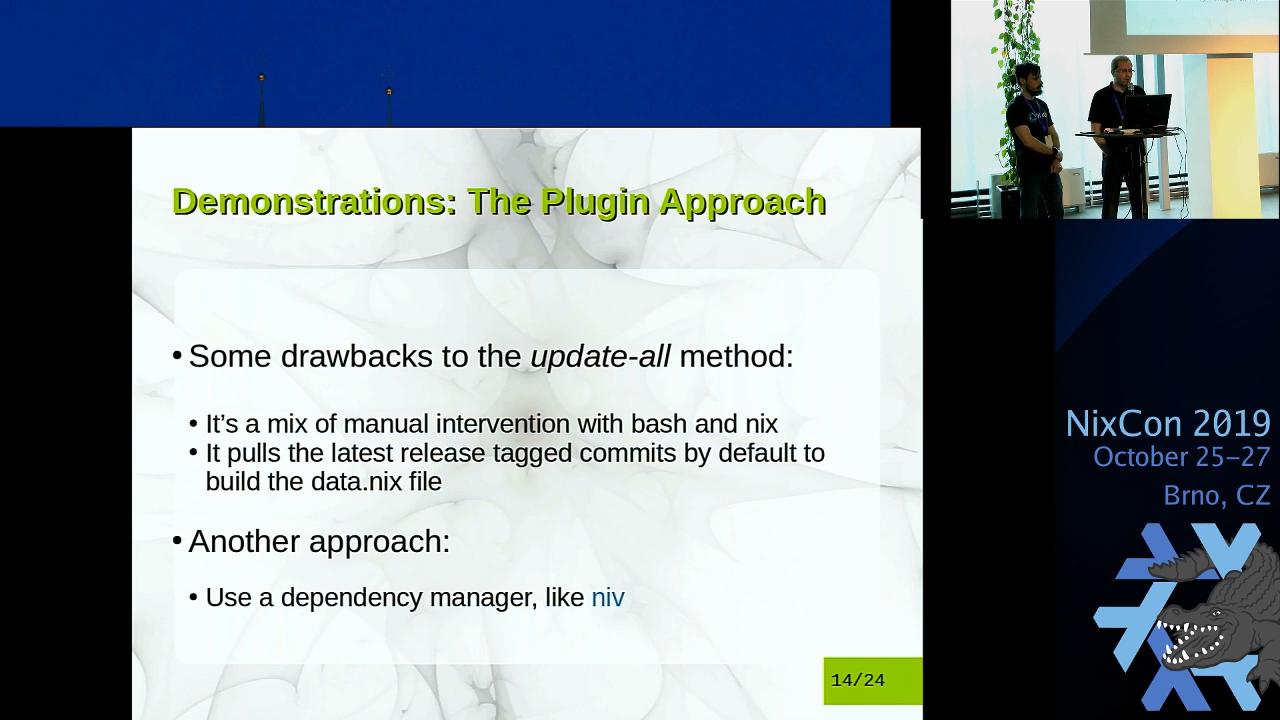 Demonstrations: The Plugin Approach
• Some drawbacks to the update-all method:
• It's a mix of manual intervention with bash and nix
• It pulls the latest release tagged commits by default to
build the data.nix file
• Another approach:
• Use a dependency manager, like niv
14/24
NixCon 2019
October 25–27
Brno, CZ